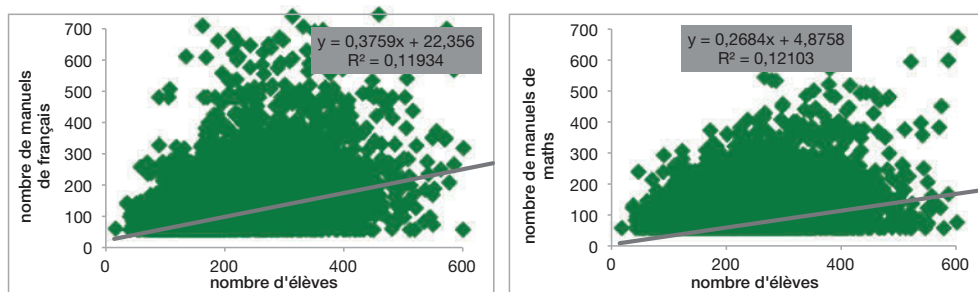 nombre de manuels
de français
700
600
500
400
300
200
100
0
y = 0,3759x + 22,356
R² = 0,11934
0
200
400
600
nombre d'élèves
nombre de manuels de
maths
700
600
500
400
300
200
100
0
y = 0,2684x + 4,8758
R² = 0,12103
0
200
400
600
nombre d'élèves